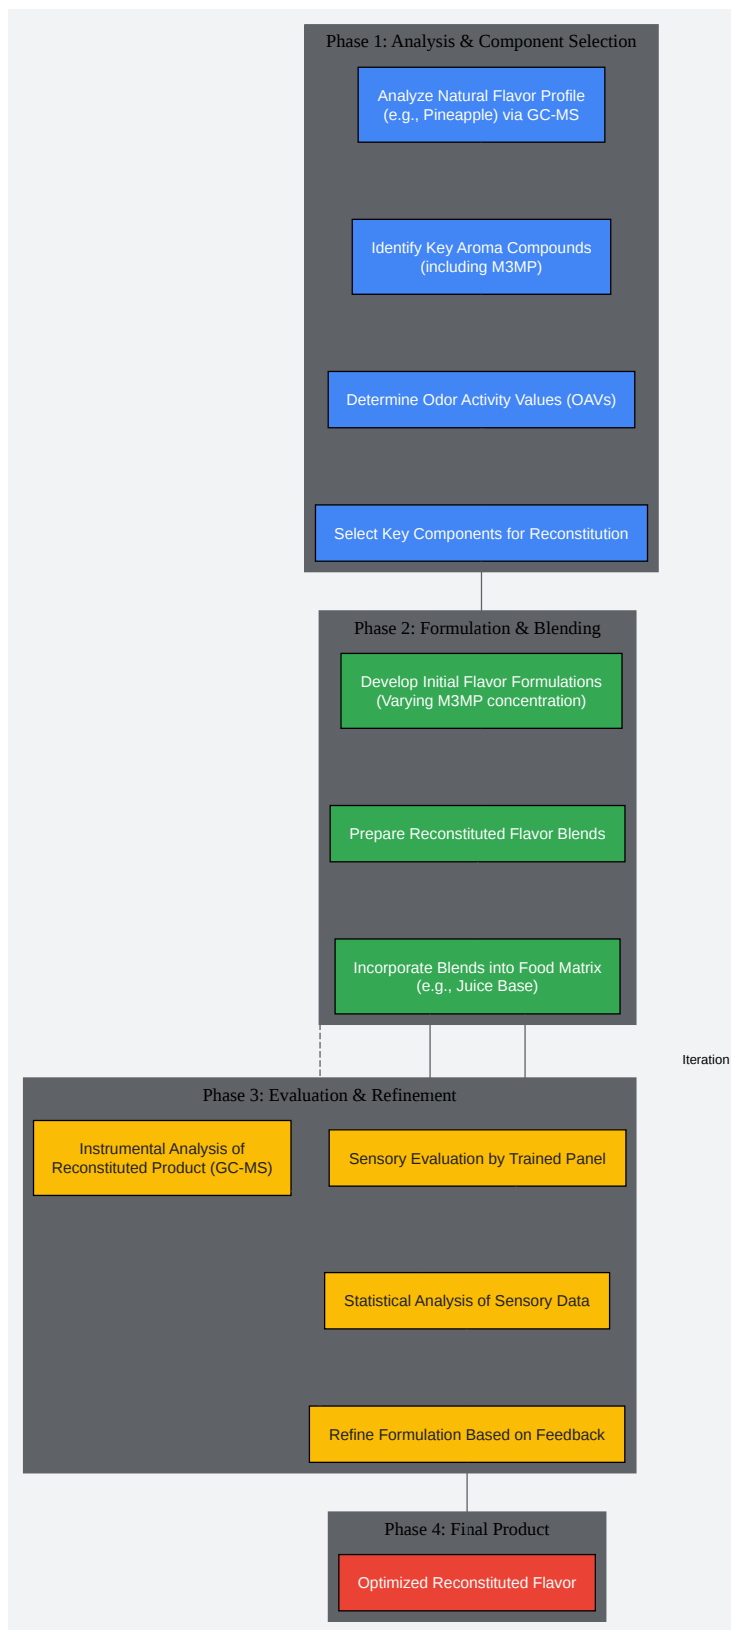 Phase 1: Analysis & Component Selection
Analyze Natural Flavor Profile
(e.g., Pineapple) via GC-MS
Identify Key Aroma Compounds
(including M3MP)
Determine Odor Activity Values (OAVs)
Select Key Components for Reconstitution
Phase 2: Formulation & Blending
Develop Initial Flavor Formulations
(Varying M3MP concentration)
Prepare Reconstituted Flavor Blends
Incorporate Blends into Food Matrix
(e.g., Juice Base)
Iteration
Phase 3: Evaluation & Refinement
Instrumental Analysis of
Reconstituted Product (GC-MS)
Sensory Evaluation by Trained Panel
Statistical Analysis of Sensory Data
Refine Formulation Based on Feedback
Phase 4: Final Product
Optimized Reconstituted Flavor